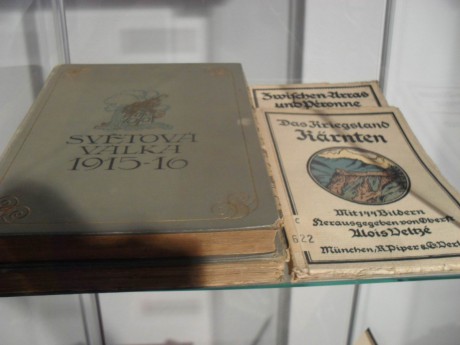 SVĚTOVÁ
VÁLKA
1915-16
Zwischen Arras
und Péronne
Das Kriegsland
Kärnten
Mit 144 Bildern
Herausgegeben von Oberst
Alois Veltzé
München, R. Piper & Co.
622